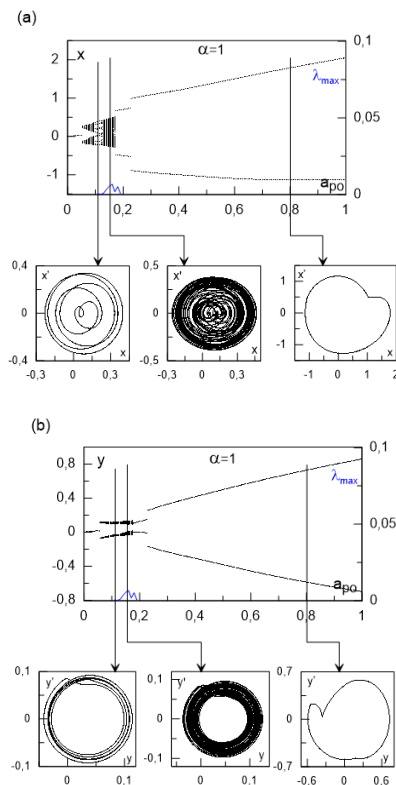 (a)
x α=1 0,1
λmax
2
1
0,05
0
-1
apo 0
0 0,2 0,4 0,6 0,8 1
0,4 x' 0,5 x' x'
1
0 0 0
-1
-0,4 x -0,5 x x
-0,3 0 0,3 -0,3 0 0,3 -1 0 1 2
(b)
y α=1 0,1
0,8 λmax
0,4
0 0,05
-0,4
-0,8 apo 0
0 0,2 0,4 0,6 0,8 1
0,1 y' 0,1 y' 0,7 y'
0 0
-0,1 y -0,1 y -0,7 y
0 0,1 0 0,1 -0,6 -0,3 0 0,3 0,6